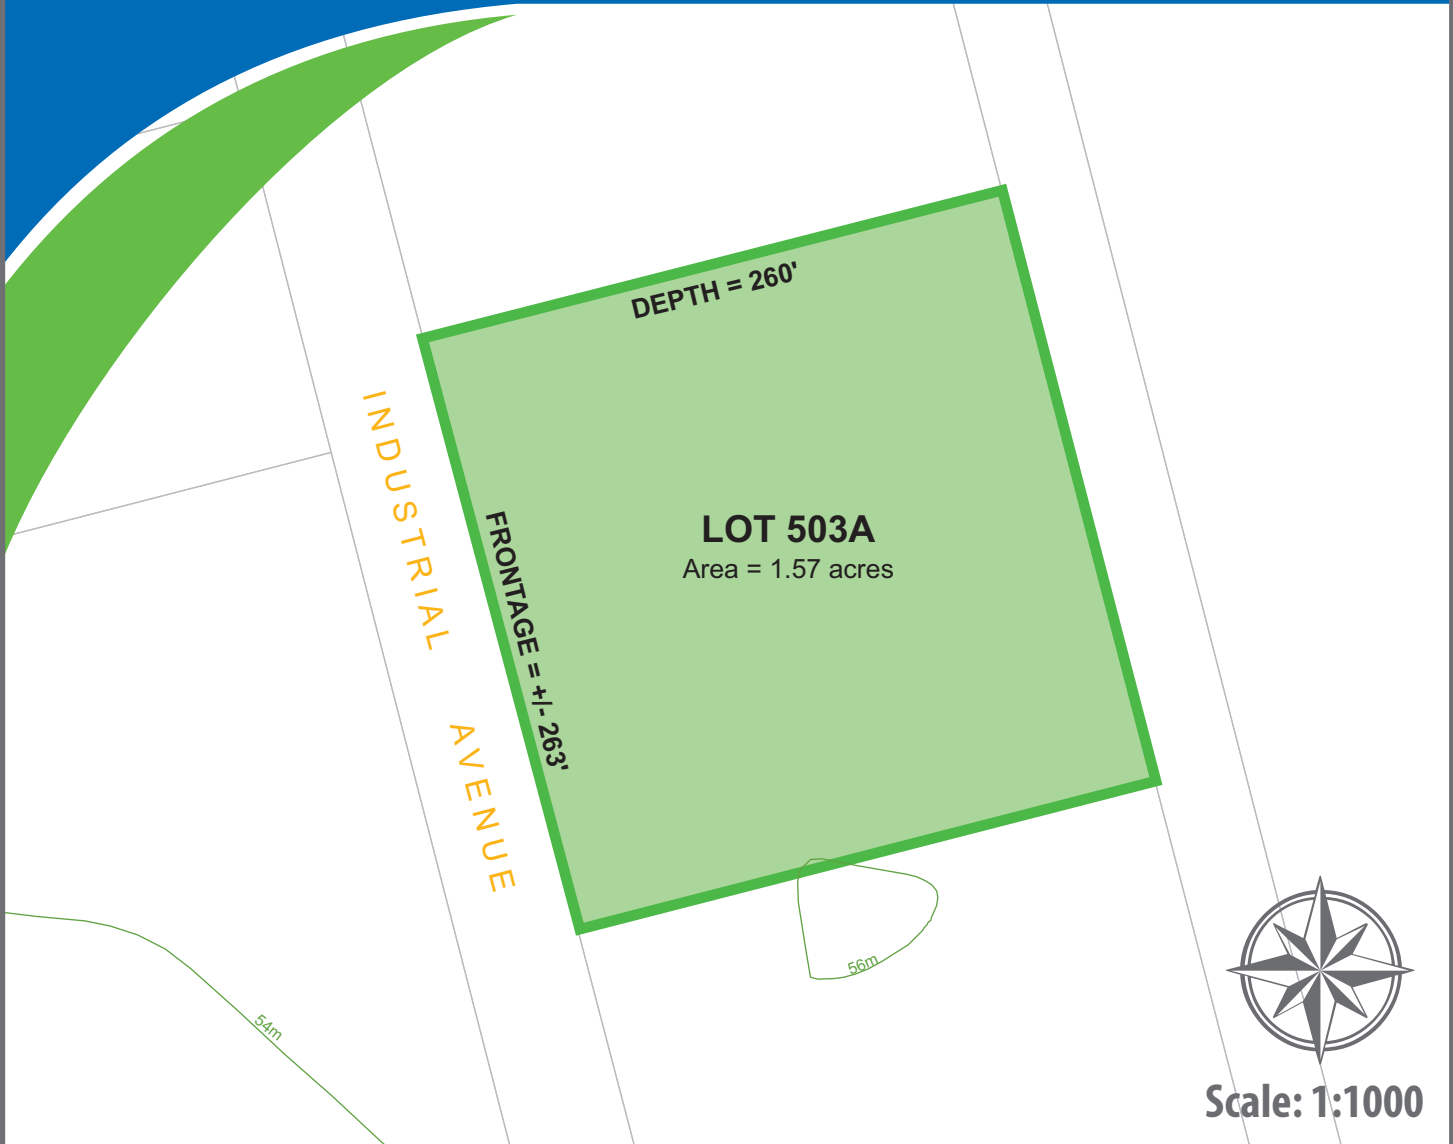 DEPTH = 260'
INDUSTRIAL AVENUE
FRONTAGE = +/- 263'
LOT 503A
Area = 1.57 acres
56m
54m
Scale: 1:1000